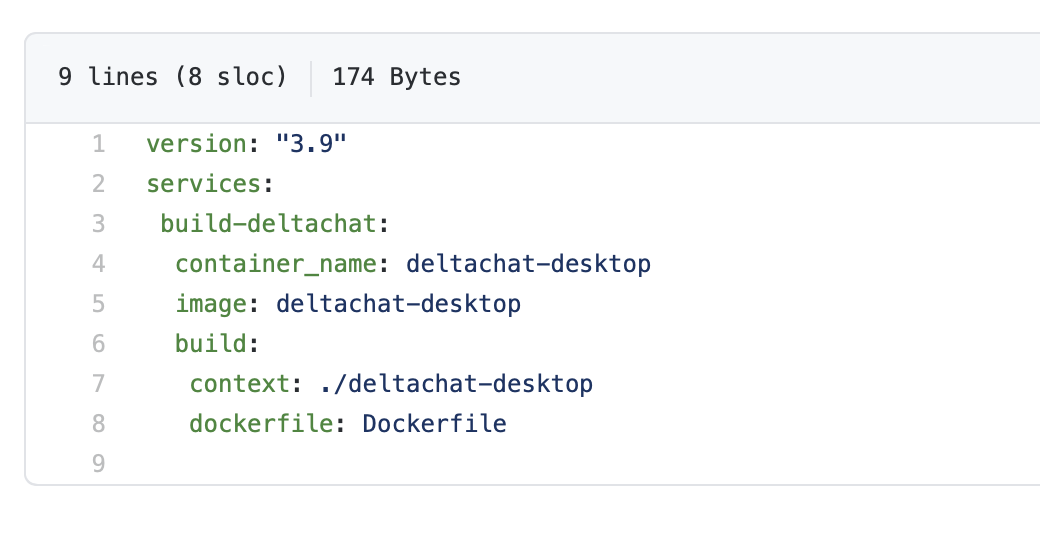 9 lines (8 sloc) 174 Bytes
1 version: "3.9"
2 services:
3  build-deltachat:
4   container_name: deltachat-desktop
5   image: deltachat-desktop
6   build:
7    context: ./deltachat-desktop
8    dockerfile: Dockerfile
9